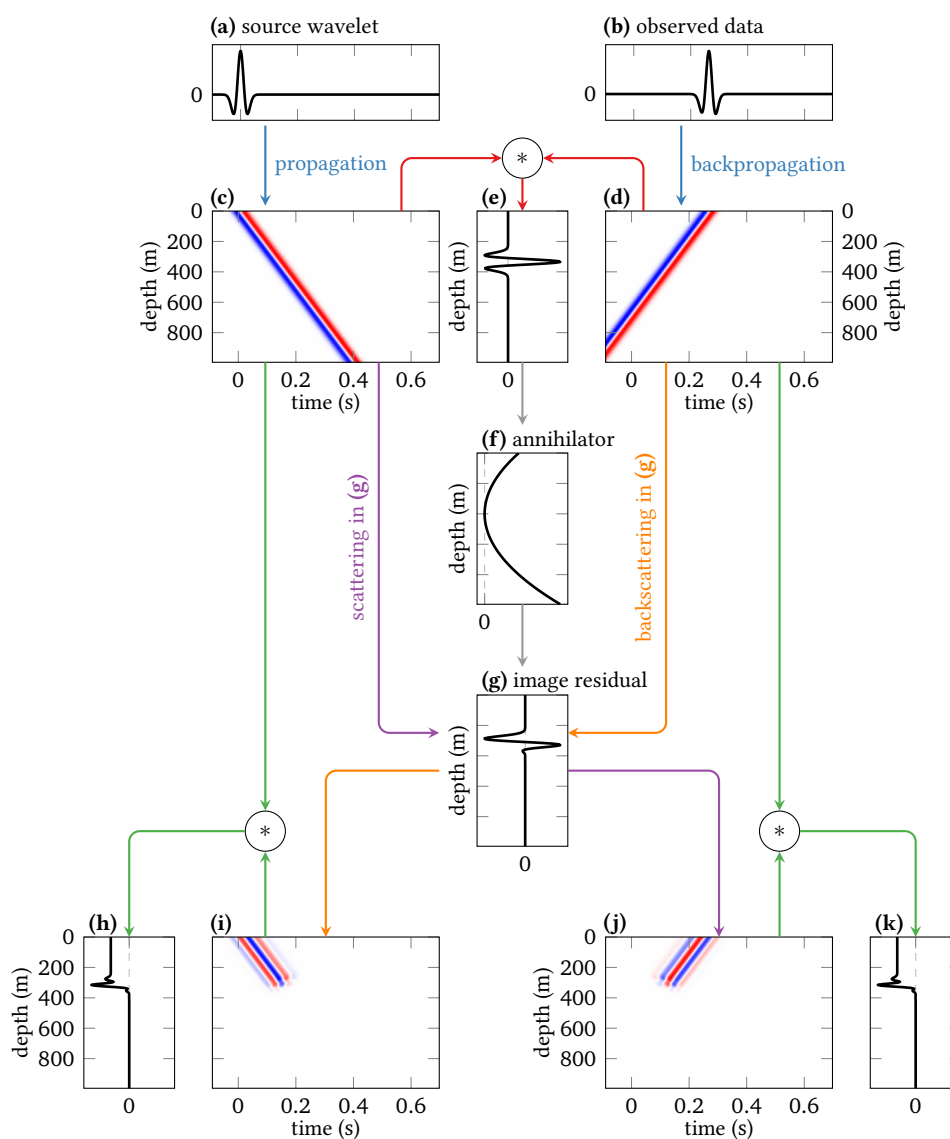 (a) source wavelet
(b) observed data
0
0
propagation
*
backpropagation
(c)
(e)
(d)
0
200
400
600
800
depth (m)
0
0.2
0.4
0.6
time (s)
depth (m)
0
0
200
400
600
800
depth (m)
0
0.2
0.4
0.6
time (s)
(f) annihilator
depth (m)
0
scattering in (g)
backscattering in (g)
(g) image residual
depth (m)
0
*
*
(h)
(i)
(j)
(k)
0
200
400
600
800
depth (m)
0
0
0.2
0.4
0.6
time (s)
0
0.2
0.4
0.6
time (s)
0
200
400
600
800
depth (m)
0